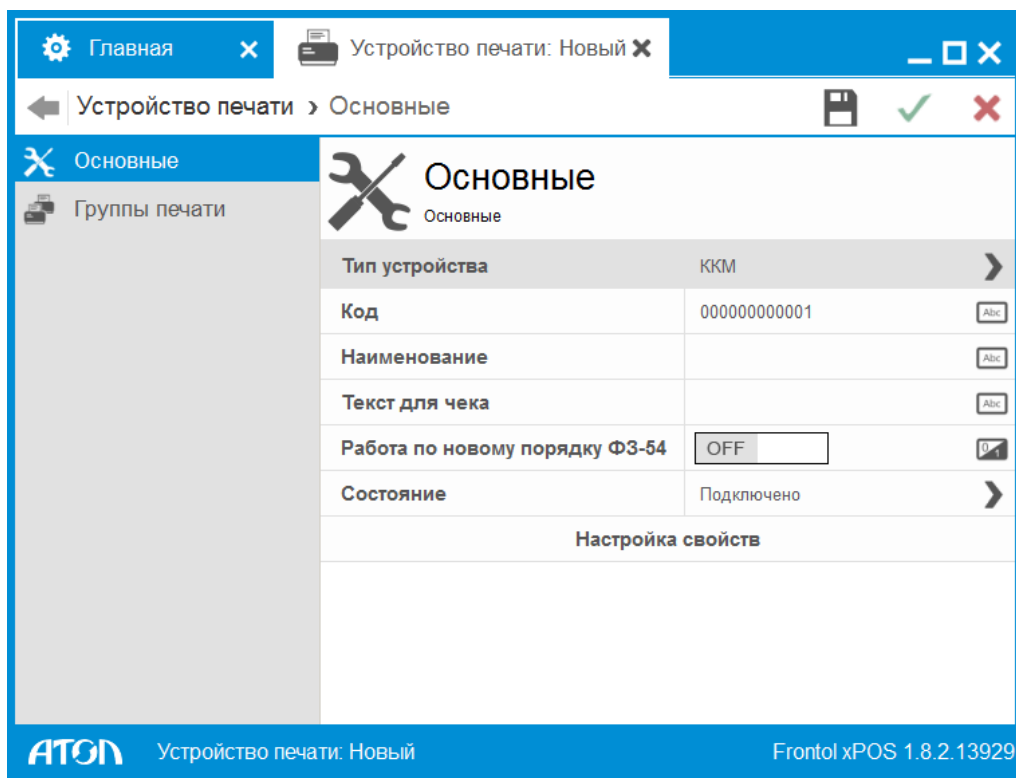 Главная
Устройство печати: Новый
Устройство печати › Основные
Основные
Группы печати
Основные
Основные
Тип устройства ККМ
Код 000000000001 Abc
Наименование Abc
Текст для чека Abc
Работа по новому порядку ФЗ-54 OFF 0/1
Состояние Подключено
Настройка свойств
АТОЛ Устройство печати: Новый Frontol xPOS 1.8.2.13929